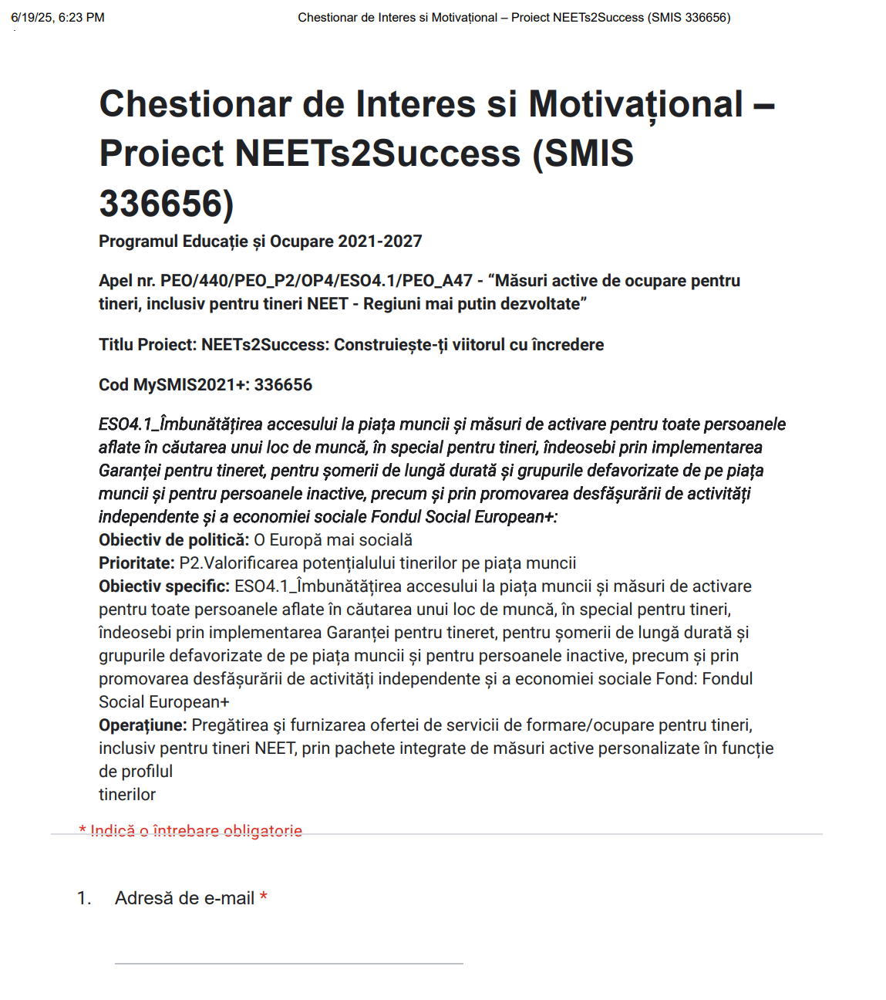 6/19/25, 6:23 PM
Chestionar de Interes si Motivațional – Proiect NEETs2Success (SMIS 336656)
Chestionar de Interes si Motivațional –
Proiect NEETs2Success (SMIS
336656)
Programul Educație și Ocupare 2021-2027
Apel nr. PEO/440/PEO_P2/OP4/ESO4.1/PEO_A47 - “Măsuri active de ocupare pentru
tineri, inclusiv pentru tineri NEET - Regiuni mai putin dezvoltate”
Titlu Proiect: NEETs2Success: Construiește-ți viitorul cu încredere
Cod MySMIS2021+: 336656
ESO4.1_Îmbunătățirea accesului la piața muncii și măsuri de activare pentru toate persoanele
aflate în căutarea unui loc de muncă, în special pentru tineri, îndeosebi prin implementarea
Garanței pentru tineret, pentru șomerii de lungă durată și grupurile defavorizate de pe piața
muncii și pentru persoanele inactive, precum și prin promovarea desfășurării de activități
independente și a economiei sociale Fondul Social European+:
Obiectiv de politică: O Europă mai socială
Prioritate: P2.Valorificarea potențialului tinerilor pe piața muncii
Obiectiv specific: ESO4.1_Îmbunătățirea accesului la piața muncii și măsuri de activare
pentru toate persoanele aflate în căutarea unui loc de muncă, în special pentru tineri,
îndeosebi prin implementarea Garanței pentru tineret, pentru șomerii de lungă durată și
grupurile defavorizate de pe piața muncii și pentru persoanele inactive, precum și prin
promovarea desfășurării de activități independente și a economiei sociale Fond: Fondul
Social European+
Operațiune: Pregătirea şi furnizarea ofertei de servicii de formare/ocupare pentru tineri,
inclusiv pentru tineri NEET, prin pachete integrate de măsuri active personalizate în funcție
de profilul
tinerilor
* Indică o întrebare obligatorie
1. Adresă de e-mail *